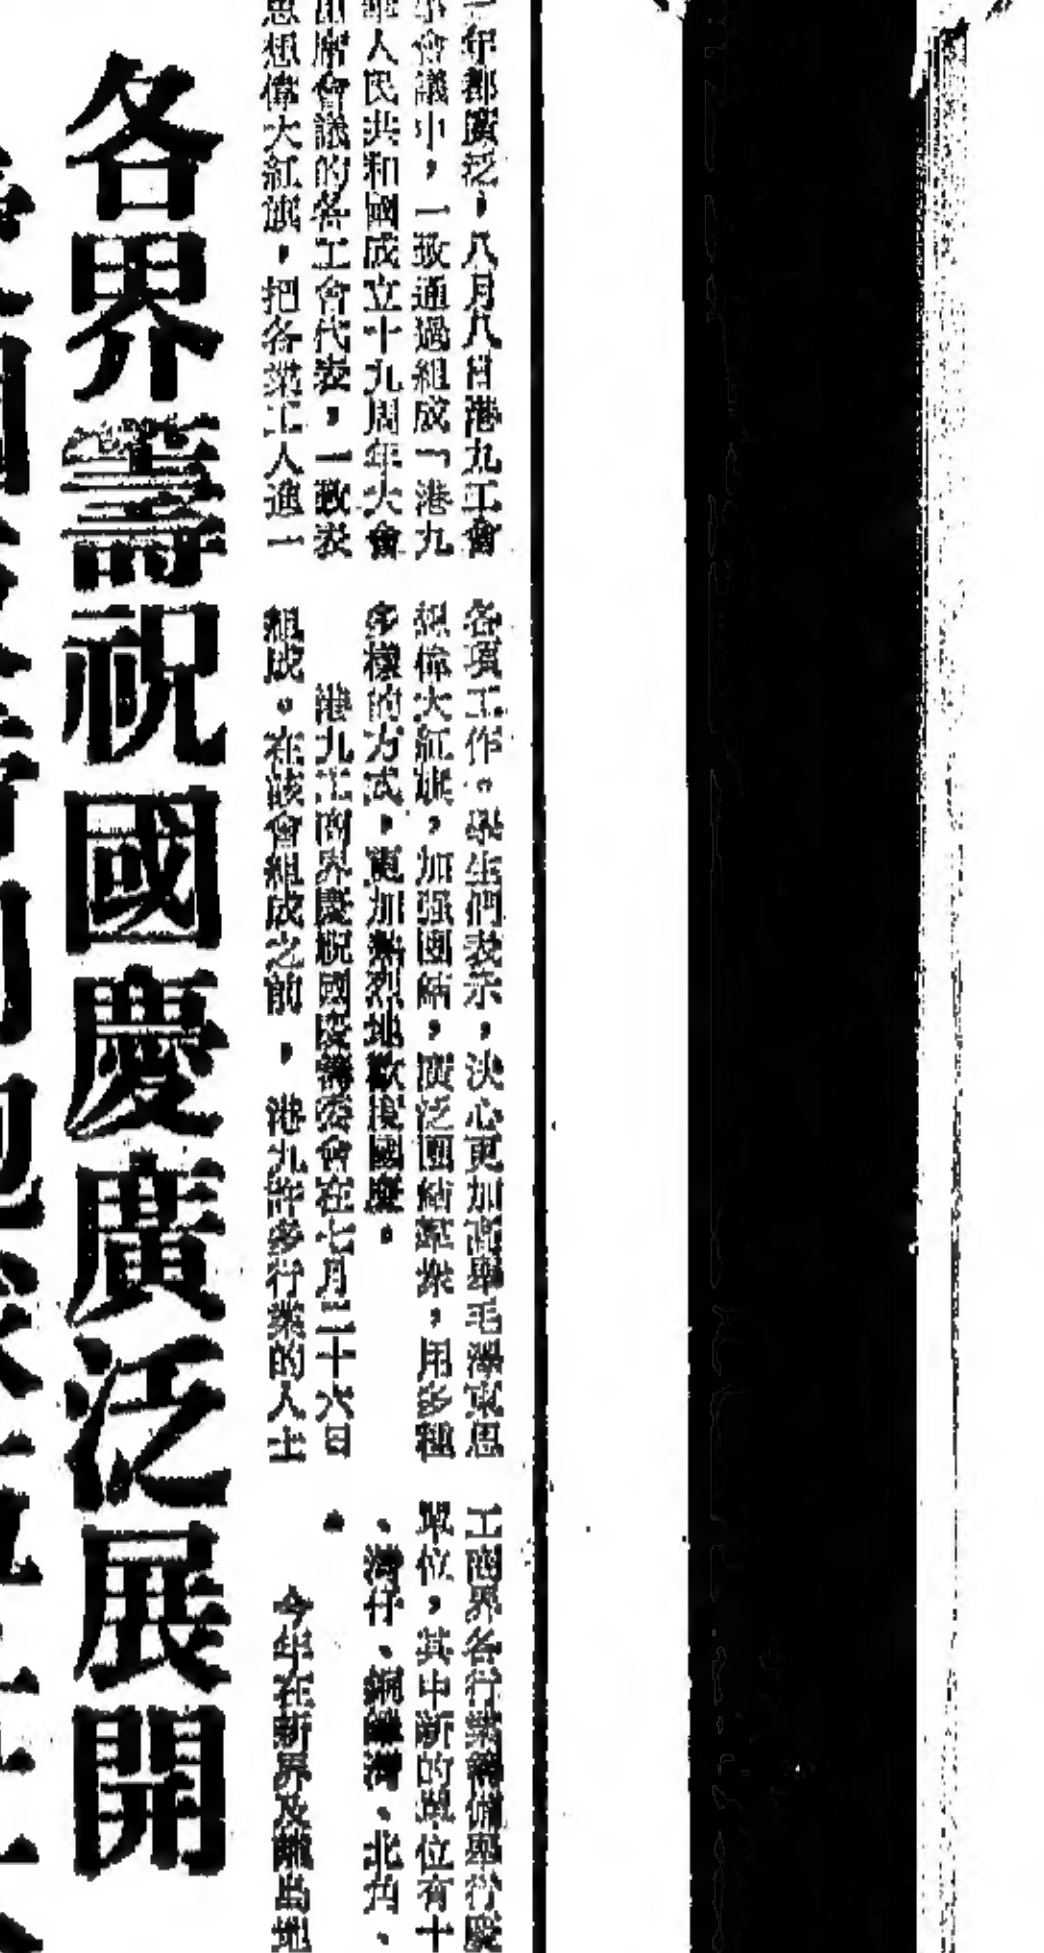 年都廣泛，八月八日港九工會
會議中，一致通過組成「港九
華人民共和國成立十九周年大會
出席會議的各工會代表，一致表
思想偉大紅旗，把各業工人進一
各項工作。學生們表示，決心更加高舉毛澤東思
想偉大紅旗，加强團結，廣泛團結羣衆，用多種
多樣的方式，更加熱烈地歡度國慶。
港九工商界慶祝國慶籌委會在七月二十六日
組成。在該會組成之前，港九許多行業的人士
工商界各行業籌備舉行慶
單位，其中新的單位有十
、灣仔、銅鑼灣、北角、
。
今年在新界及離島地
各界籌祝國慶廣泛展開